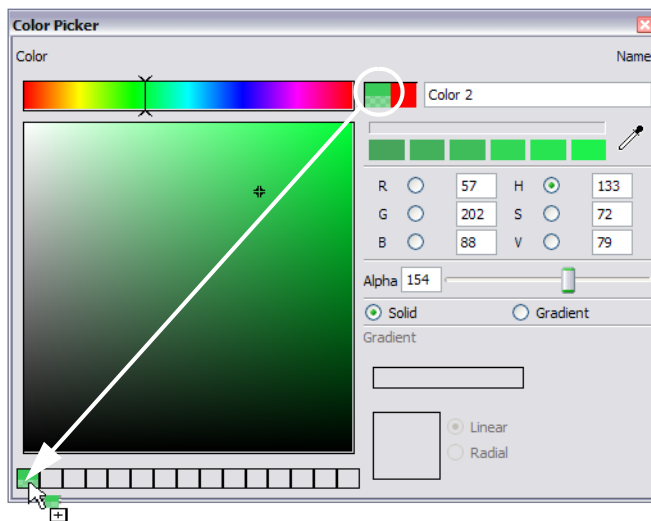 Color Picker
Color
Name
Color 2
R 57 H 133
G 202 S 72
B 88 V 79
Alpha 154
Solid Gradient
Gradient
Linear
Radial